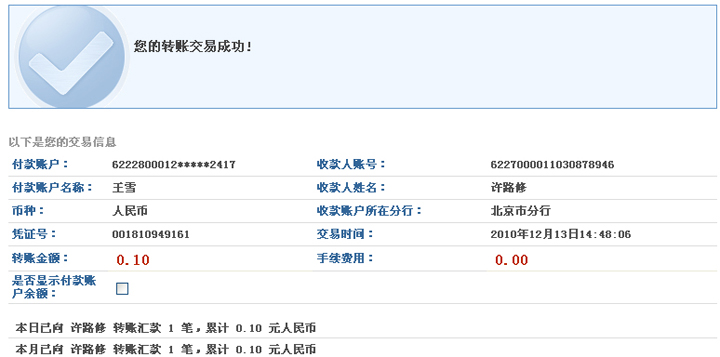 您的转账交易成功！
以下是您的交易信息
付款账户： 6222800012*****2417 收款人账号： 6227000011030878946
付款账户名称： 王雪 收款人姓名： 许路修
币种： 人民币 收款账户所在分行： 北京市分行
凭证号： 001810949161 交易时间： 2010年12月13日14:48:06
转账金额： 0.10 手续费用： 0.00
是否显示付款账
户余额：
本日已向 许路修 转账汇款 1 笔，累计 0.10 元人民币
本月已向 许路修 转账汇款 1 笔，累计 0.10 元人民币